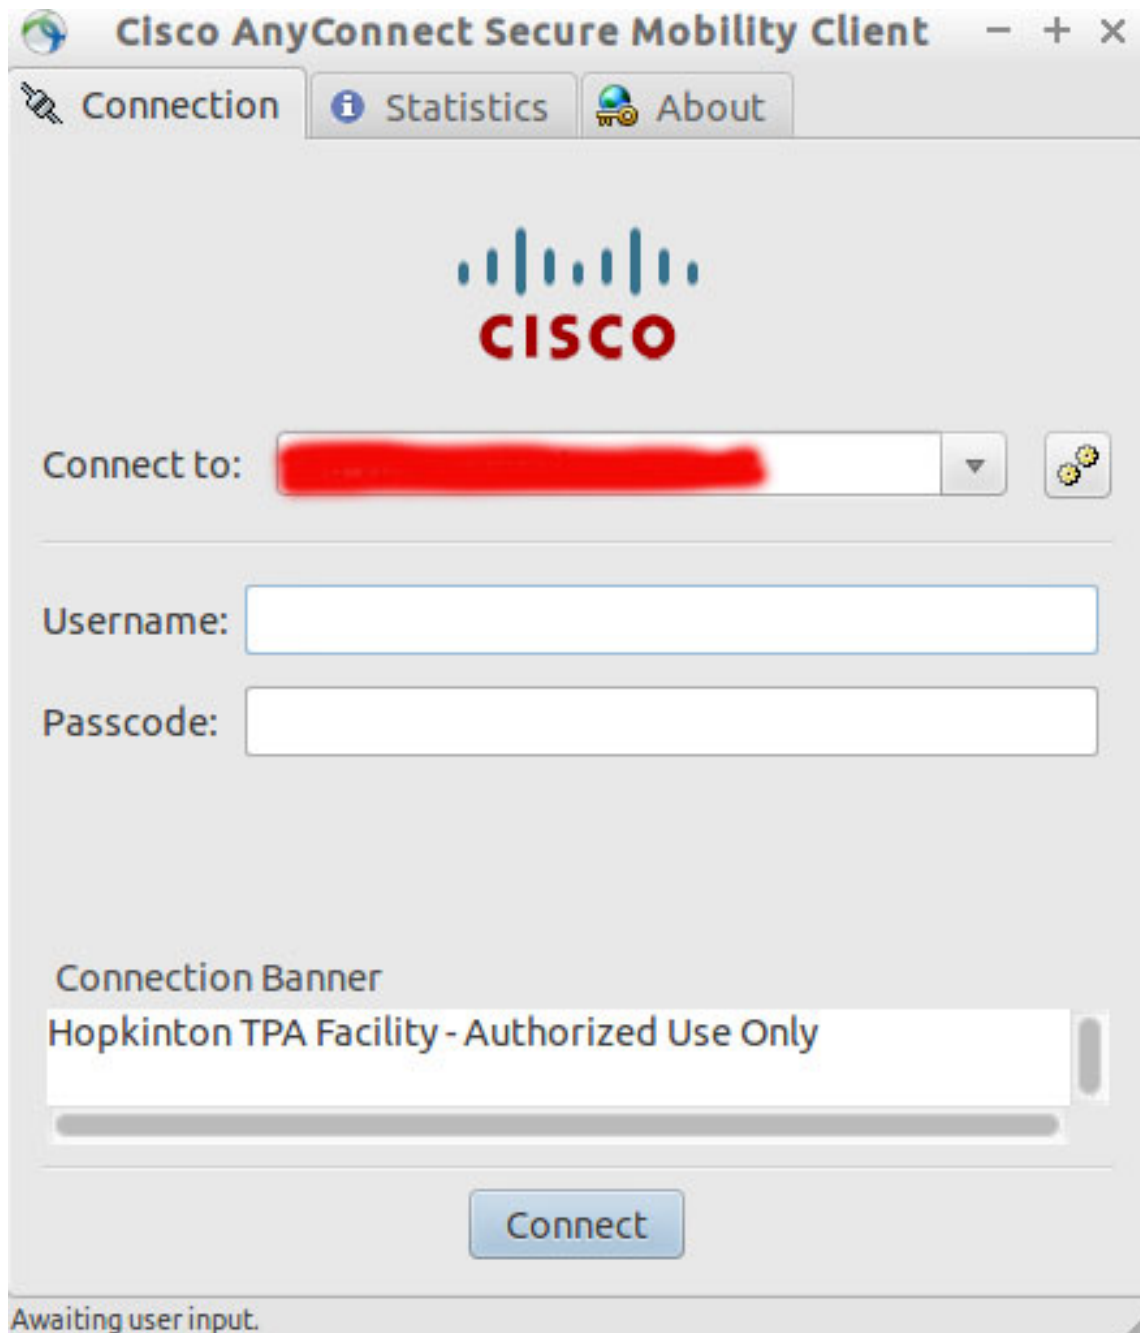 Cisco AnyConnect Secure Mobility Client
Connection Statistics About
CISCO
Connect to:
Username:
Passcode:
Connection Banner
Hopkinton TPA Facility - Authorized Use Only
Connect
Awaiting user input.